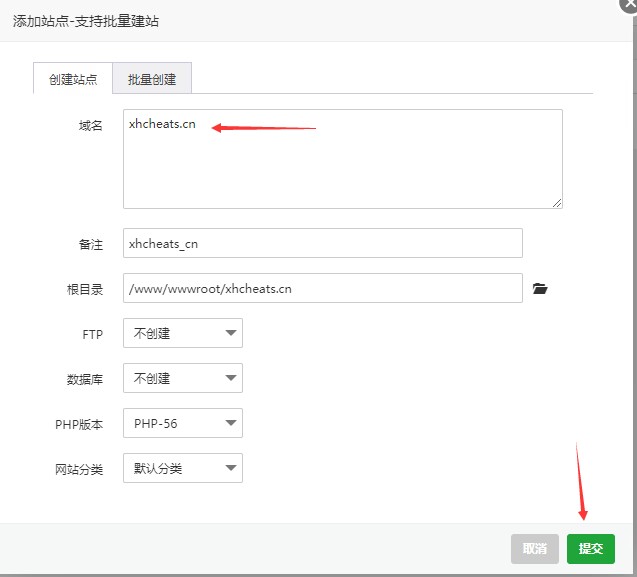 添加站点-支持批量建站
创建站点 批量创建
域名 xhcheats.cn
备注 xhcheats_cn
根目录 /www/wwwroot/xhcheats.cn
FTP 不创建
数据库 不创建
PHP版本 PHP-56
网站分类 默认分类
取消 提交